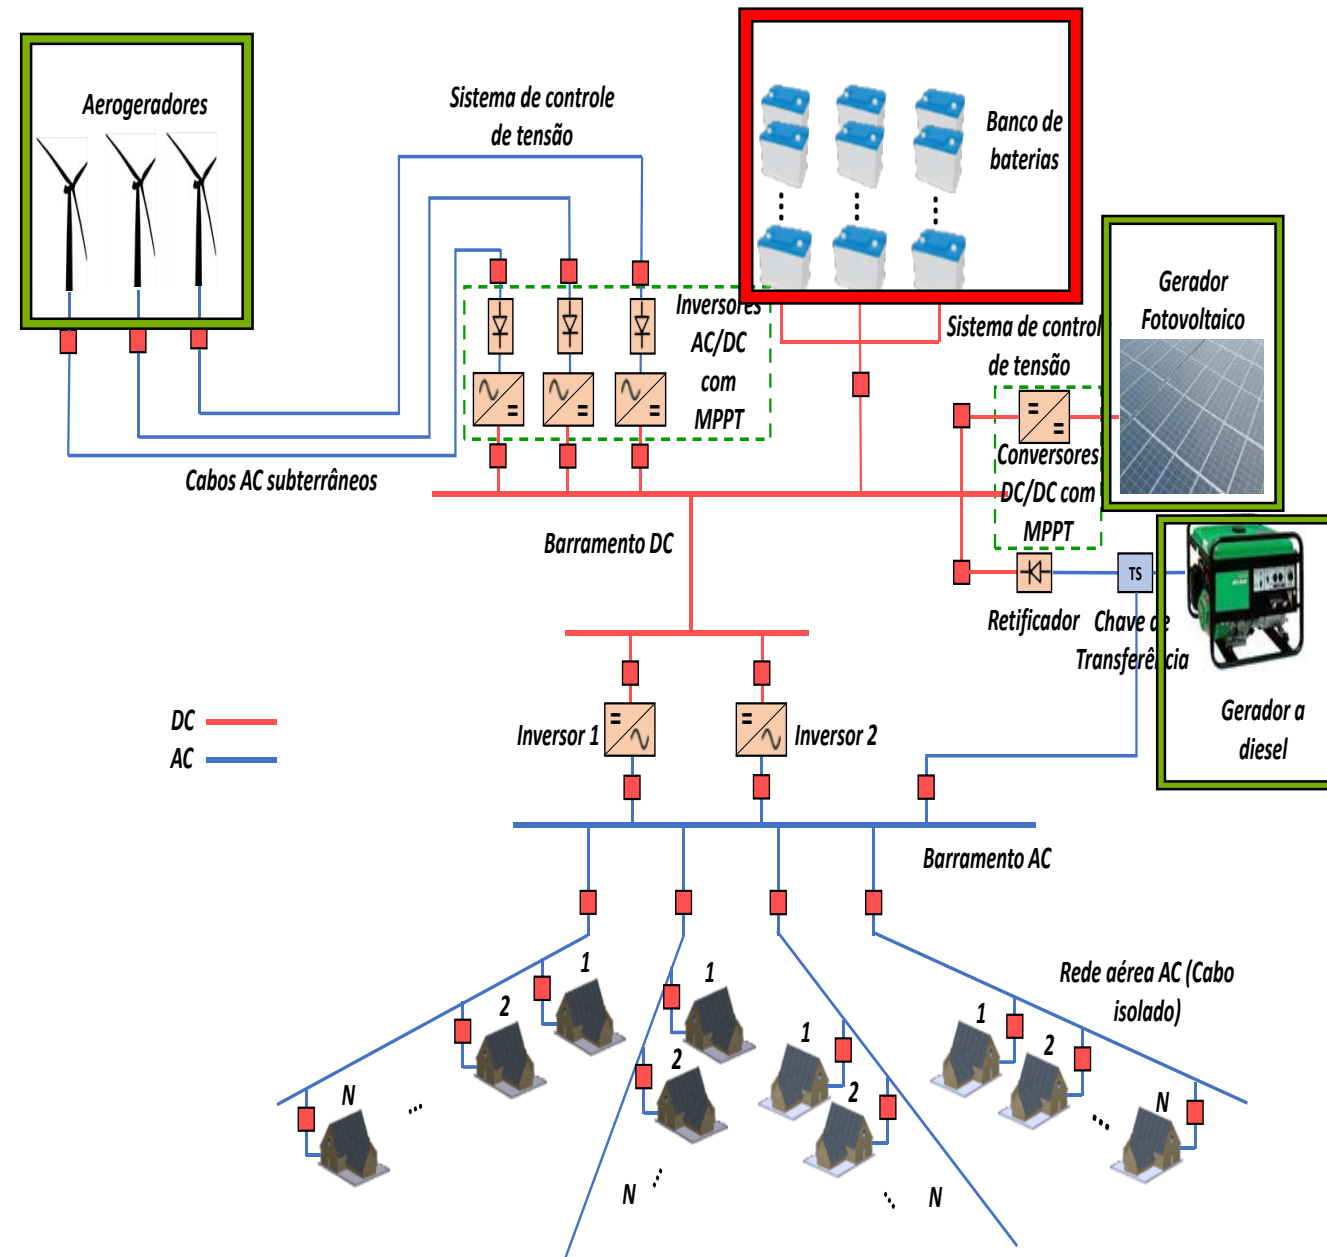 Aerogeradores
Sistema de controle
de tensão
Banco de
baterias
Gerador
Fotovoltaico
Inversores
AC/DC
com
MPPT
Sistema de control
de tensão
Cabos AC subterrâneos
Conversores
DC/DC com
MPPT
Barramento DC
TS
Retificador
Chave de
Transferência
DC
AC
Inversor 1
Inversor 2
Gerador a
diesel
Barramento AC
Rede aérea AC (Cabo
isolado)
1
2
N
...
1
2
...
N
1
2
...
N
1
2
...
N